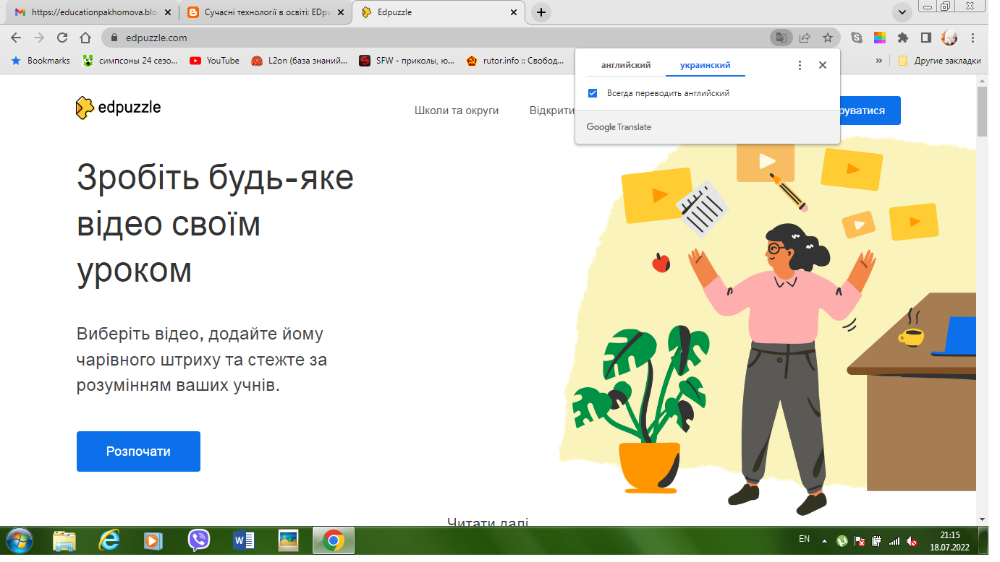 https://educationpakhomova.blo
Сучасні технології в освіті: EDpu
Edpuzzle
edpuzzle.com
Bookmarks
симпсоны 24 сезо...
YouTube
L2on (база знаний...
SFW - приколы, ю...
rutor.info :: Свобод...
»
Другие закладки
английский
украинский
Всегда переводить английский
Google Translate
edpuzzle
Школи та округи
Відкрити
руватися
Зробіть будь-яке
відео своїм
уроком
Виберіть відео, додайте йому
чарівного штриху та стежте за
розумінням ваших учнів.
Розпочати
Читати далі
EN
21:15
18.07.2022